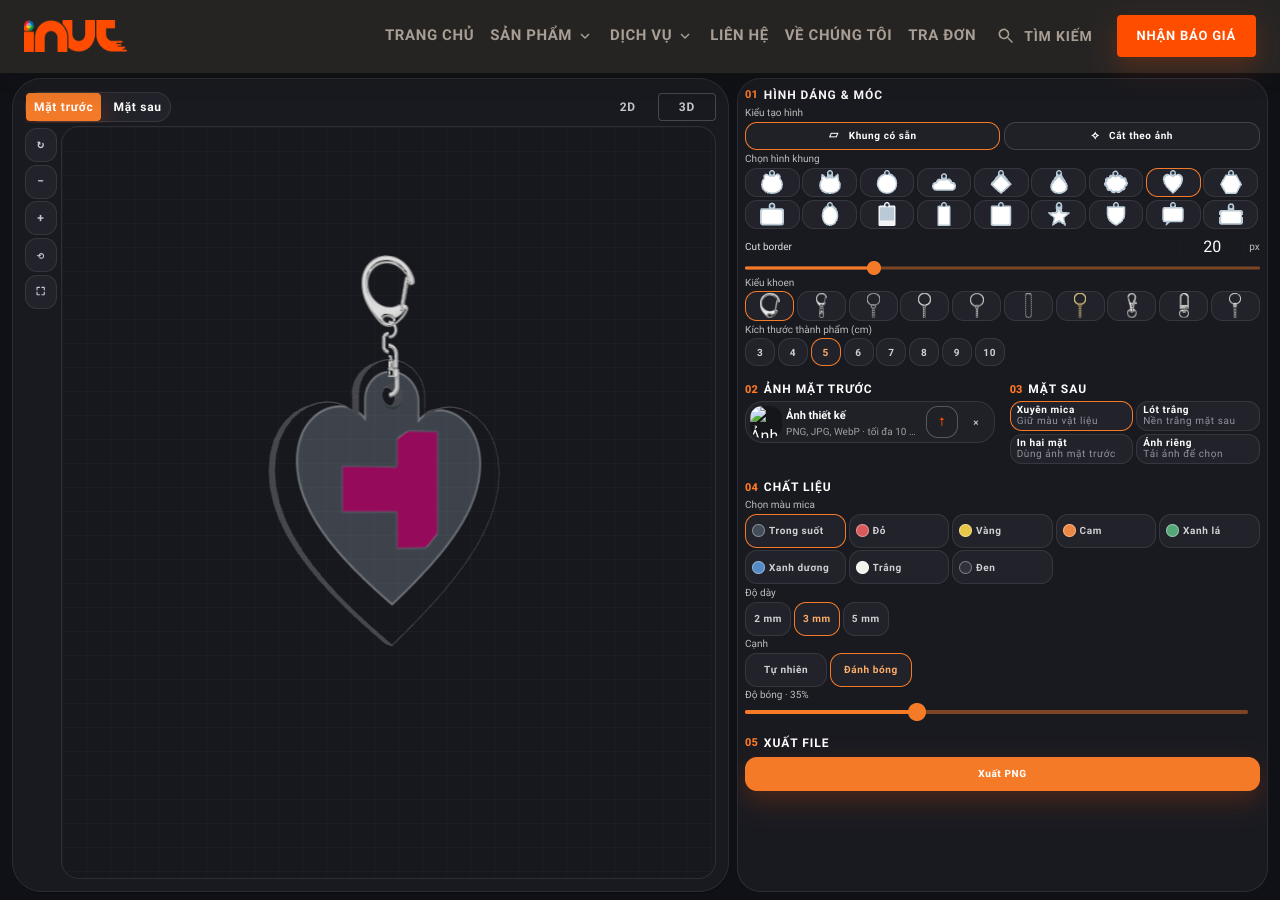 inut
TRANG CHỦ SẢN PHẨM DỊCH VỤ LIÊN HỆ VỀ CHÚNG TÔI TRA ĐƠN TÌM KIẾM NHẬN BÁO GIÁ
Mặt trước Mặt sau 2D 3D
01 HÌNH DÁNG & MÓC
Kiểu tạo hình
Khung có sẵn Cắt theo ảnh
Chọn hình khung
Cut border 20 px
Kiểu khoen
Kích thước thành phẩm (cm)
3 4 5 6 7 8 9 10
02 ẢNH MẶT TRƯỚC
Ảnh thiết kế
PNG, JPG, WebP · tối đa 10 ...
03 MẶT SAU
Xuyên mica
Giữ màu vật liệu
Lót trắng
Nền trắng mặt sau
In hai mặt
Dùng ảnh mặt trước
Ảnh riêng
Tải ảnh để chọn
04 CHẤT LIỆU
Chọn màu mica
Trong suốt Đỏ Vàng Cam Xanh lá
Xanh dương Trắng Đen
Độ dày
2 mm 3 mm 5 mm
Cạnh
Tự nhiên Đánh bóng
Độ bóng · 35%
05 XUẤT FILE
Xuất PNG